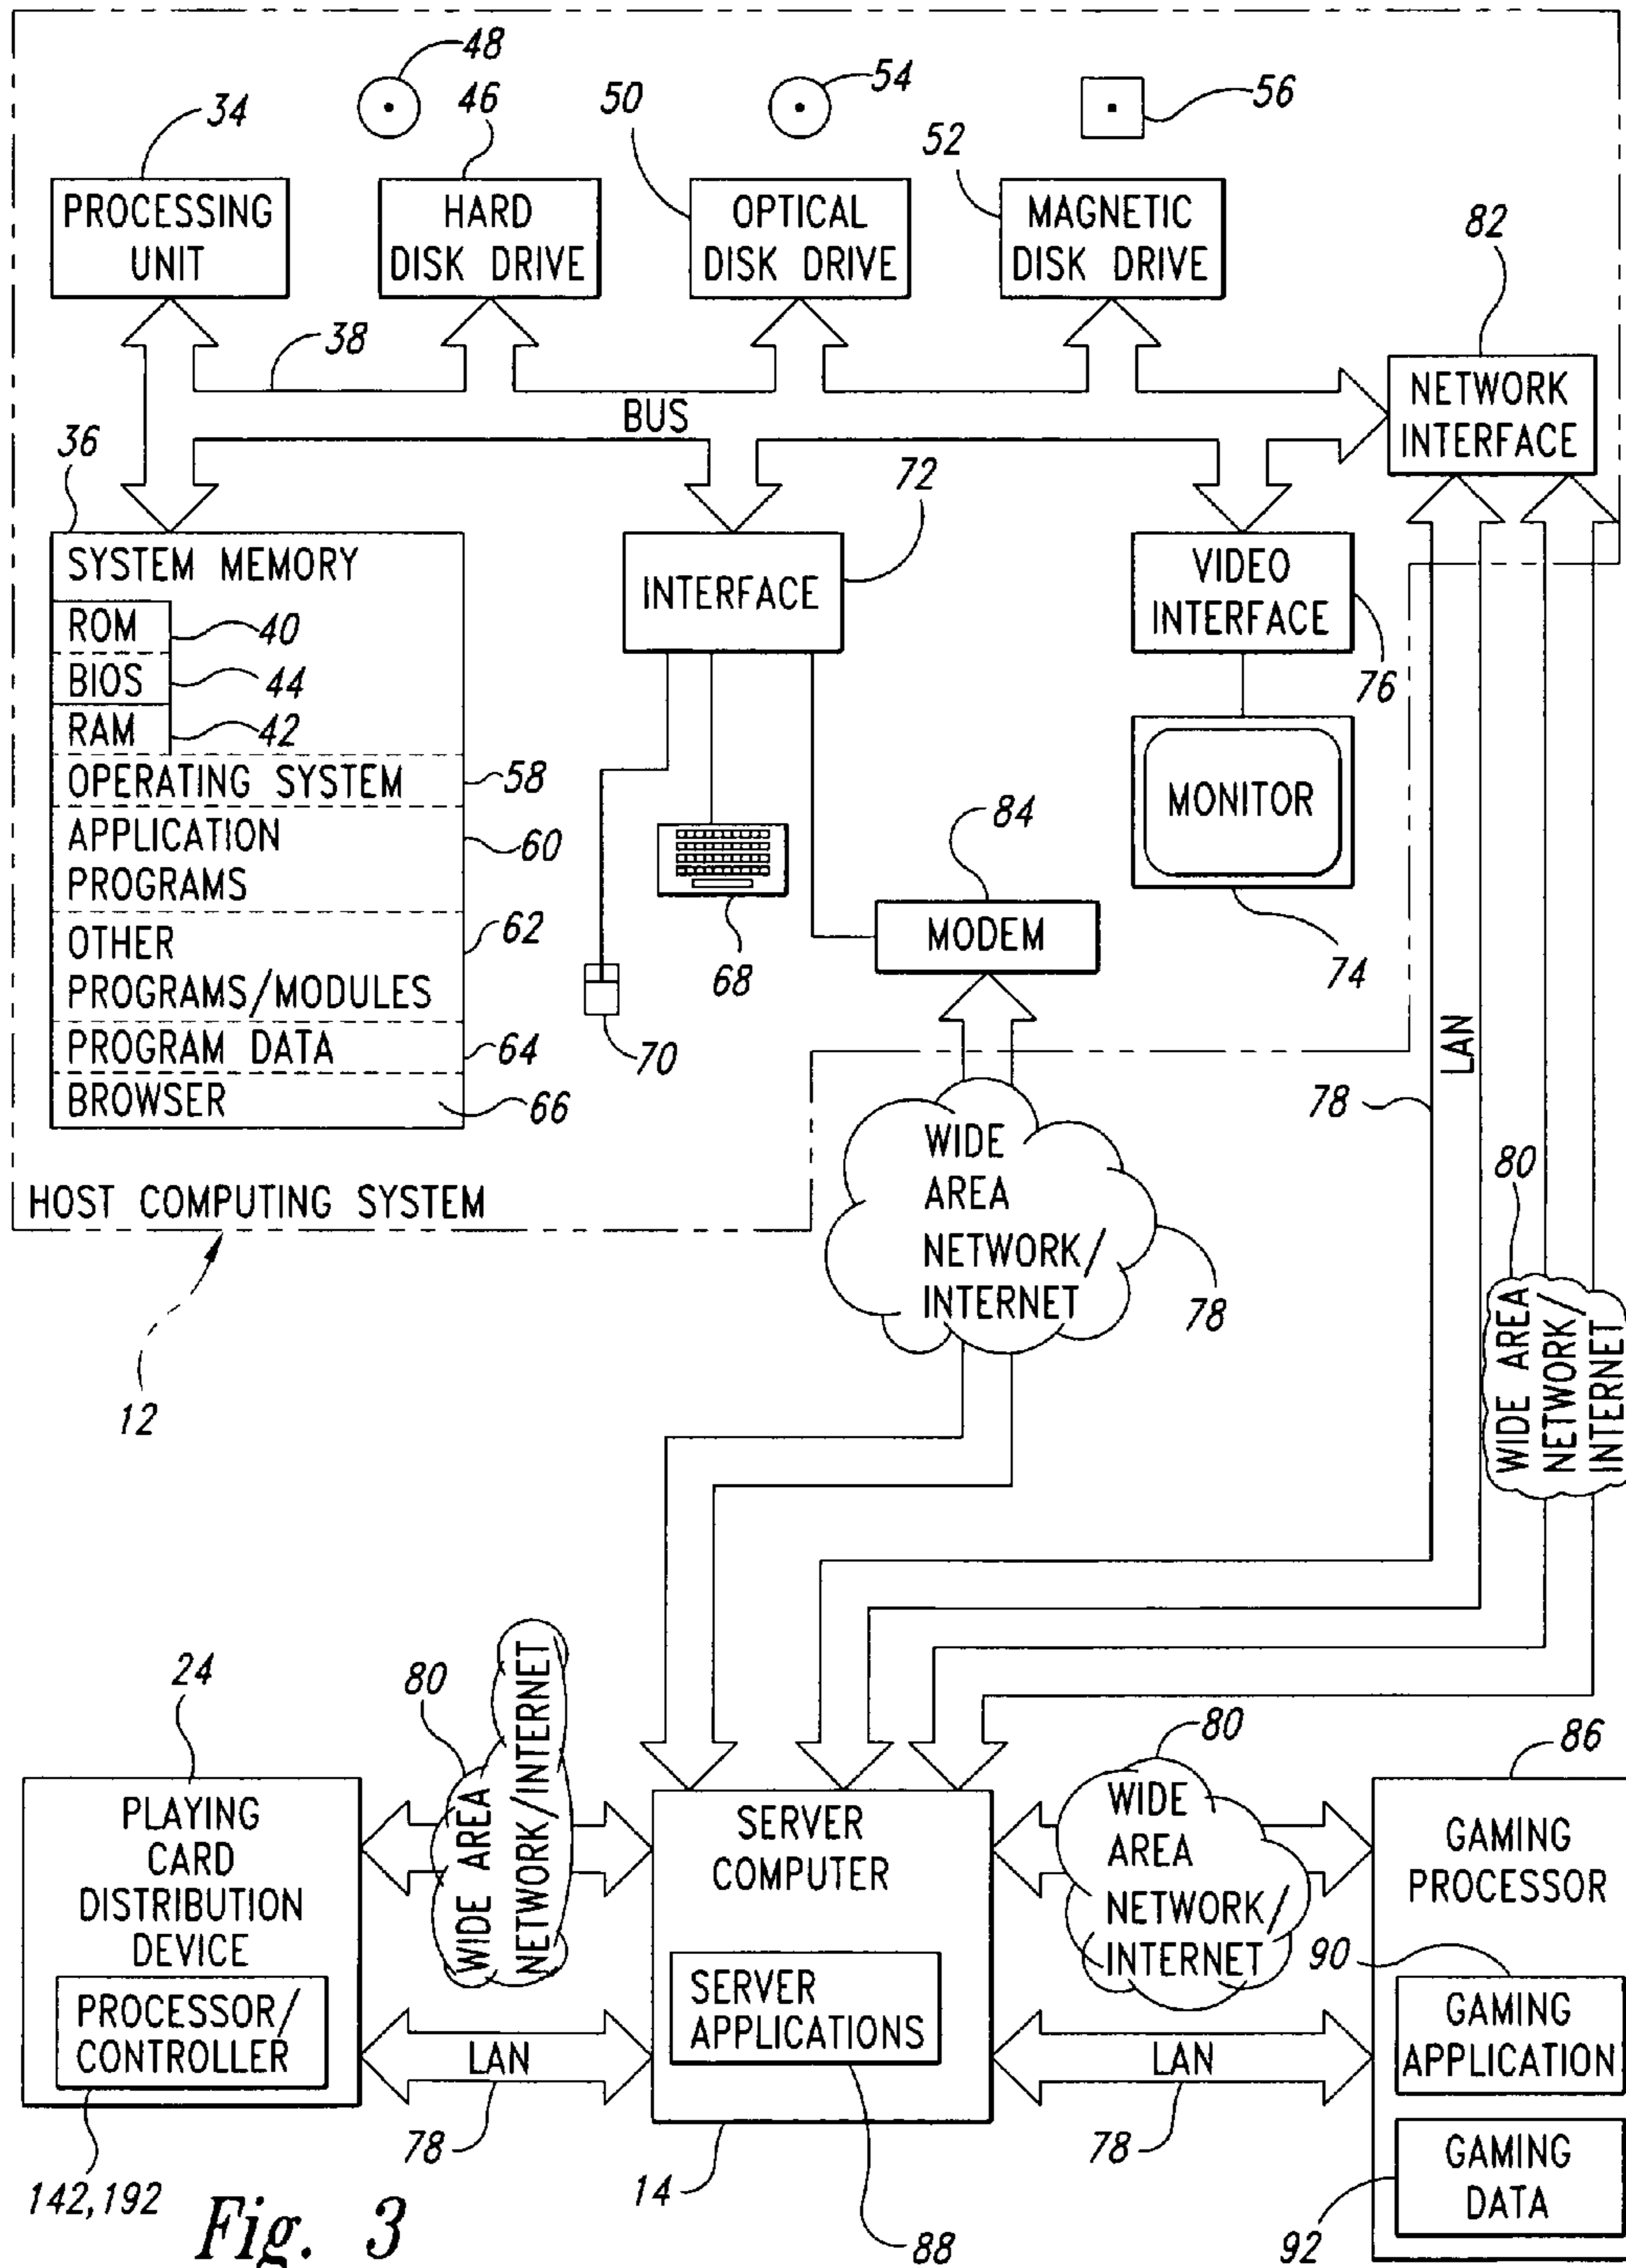 48
46
54
56
34
50
52
PROCESSING
UNIT
HARD
DISK DRIVE
OPTICAL
DISK DRIVE
MAGNETIC
DISK DRIVE
82
38
BUS
NETWORK
INTERFACE
36
72
SYSTEM MEMORY
ROM
40
BIOS
44
RAM
42
OPERATING SYSTEM
58
APPLICATION
PROGRAMS
60
OTHER
PROGRAMS/MODULES
62
PROGRAM DATA
64
BROWSER
66
INTERFACE
VIDEO
INTERFACE
76
MONITOR
74
84
MODEM
68
70
LAN
78
HOST COMPUTING SYSTEM
12
WIDE
AREA
NETWORK/
INTERNET
78
80
WIDE AREA
NETWORK/
INTERNET
24
PLAYING
CARD
DISTRIBUTION
DEVICE
PROCESSOR/
CONTROLLER
142,192
80
WIDE AREA
NETWORK/INTERNET
LAN
78
SERVER
COMPUTER
SERVER
APPLICATIONS
14
88
80
WIDE
AREA
NETWORK/
INTERNET
LAN
78
86
GAMING
PROCESSOR
90
GAMING
APPLICATION
GAMING
DATA
92
Fig. 3